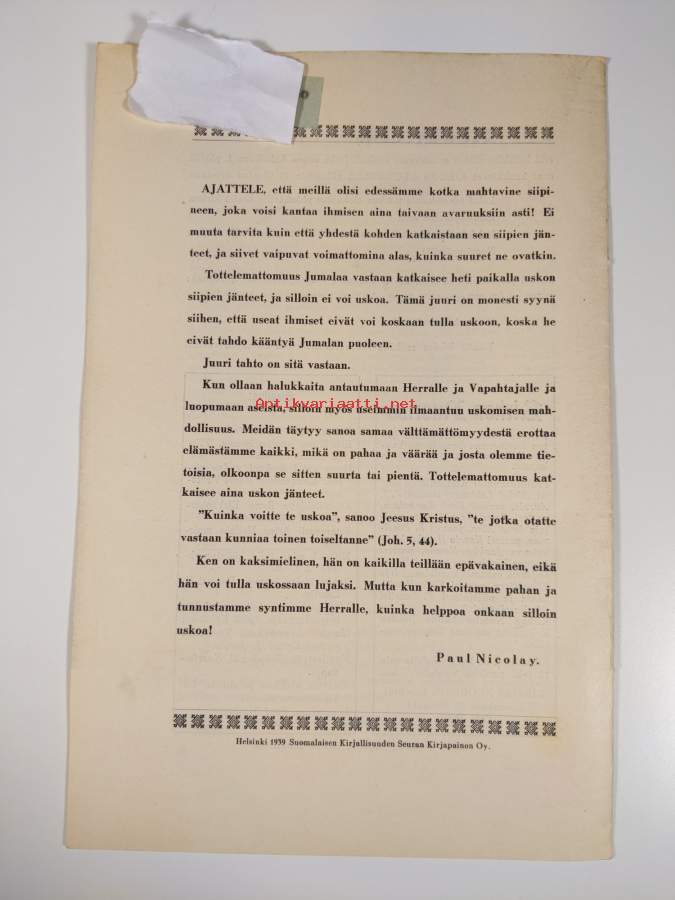 AJATTELE, että meillä olisi edessämme kotka mahtavine siipi-
neen, joka voisi kantaa ihmisen aina taivaan avaruuksiin asti! Ei
muuta tarvita kuin että yhdestä kohden katkaistaan sen siipien jän-
teet, ja siivet vaipuvat voimattomina alas, kuinka suuret ne ovatkin.
Tottelemattomuus Jumalaa vastaan katkaisee heti paikalla uskon
siipien jänteet, ja silloin ei voi uskoa. Tämä juuri on monesti syynä
siihen, että useat ihmiset eivät voi koskaan tulla uskoon, koska he
eivät tahdo kääntyä Jumalan puoleen.
Juuri tahto on sitä vastaan.
Kun ollaan halukkaita antautumaan Herralle ja Vapahtajalle ja
Antikvariaatti.net
luopumaan aseista, silloin myös useimmin ilmaantuu uskomisen mah-
dollisuus. Meidän täytyy sanoa samaa välttämättömyydestä erottaa
elämästämme kaikki, mikä on pahaa ja väärää ja josta olemme tie-
toisia, olkoonpa se sitten suurta tai pientä. Tottelemattomuus kat-
kaisee aina uskon jänteet.
”Kuinka voitte te uskoa”, sanoo Jeesus Kristus, ”te jotka otatte
vastaan kunniaa toinen toiseltanne” (Joh. 5, 44).
Ken on kaksimielinen, hän on kaikilla teillään epävakainen, eikä
hän voi tulla uskossaan lujaksi. Mutta kun karkoitamme pahan ja
tunnustamme syntimme Herralle, kuinka helppoa onkaan silloin
uskoa!
Paul Nicolay.
Helsinki 1939 Suomalaisen Kirjallisuuden Seuran Kirjapainon Oy.